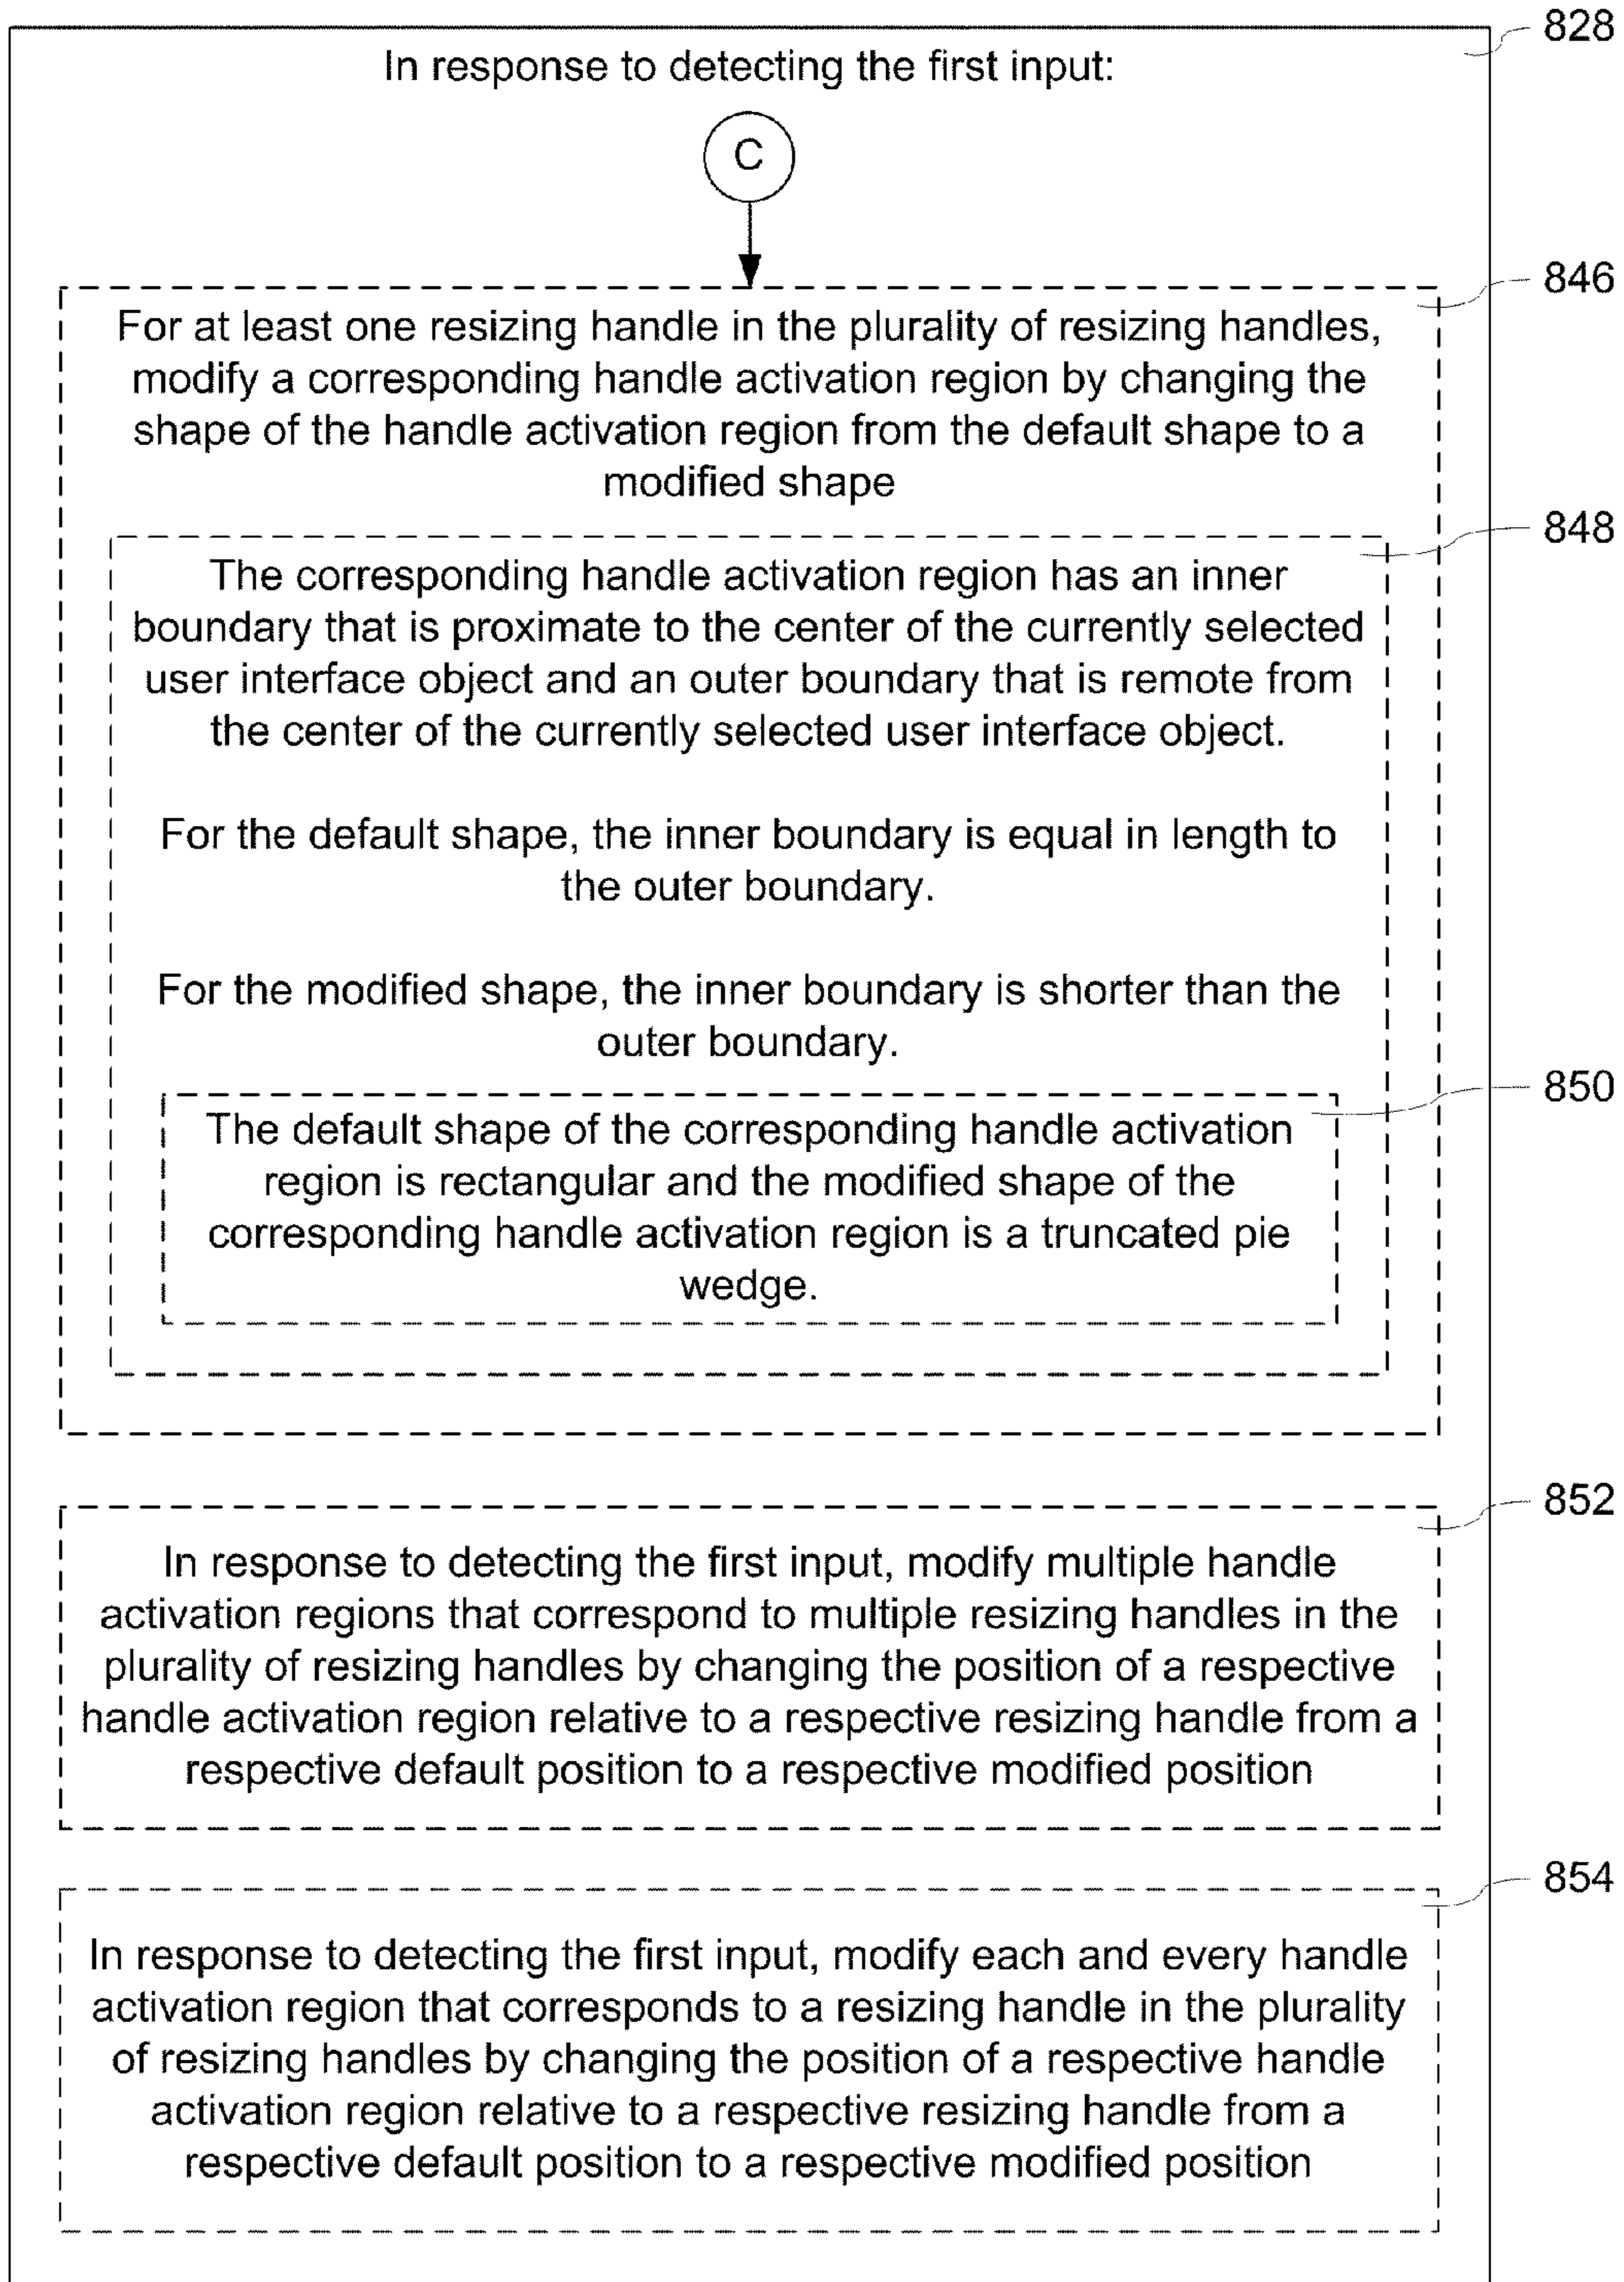 828
In response to detecting the first input:
C
846
For at least one resizing handle in the plurality of resizing handles,
modify a corresponding handle activation region by changing the
shape of the handle activation region from the default shape to a
modified shape
848
The corresponding handle activation region has an inner
boundary that is proximate to the center of the currently selected
user interface object and an outer boundary that is remote from
the center of the currently selected user interface object.
For the default shape, the inner boundary is equal in length to
the outer boundary.
For the modified shape, the inner boundary is shorter than the
outer boundary.
850
The default shape of the corresponding handle activation
region is rectangular and the modified shape of the
corresponding handle activation region is a truncated pie
wedge.
852
In response to detecting the first input, modify multiple handle
activation regions that correspond to multiple resizing handles in the
plurality of resizing handles by changing the position of a respective
handle activation region relative to a respective resizing handle from a
respective default position to a respective modified position
854
In response to detecting the first input, modify each and every handle
activation region that corresponds to a resizing handle in the plurality
of resizing handles by changing the position of a respective handle
activation region relative to a respective resizing handle from a
respective default position to a respective modified position